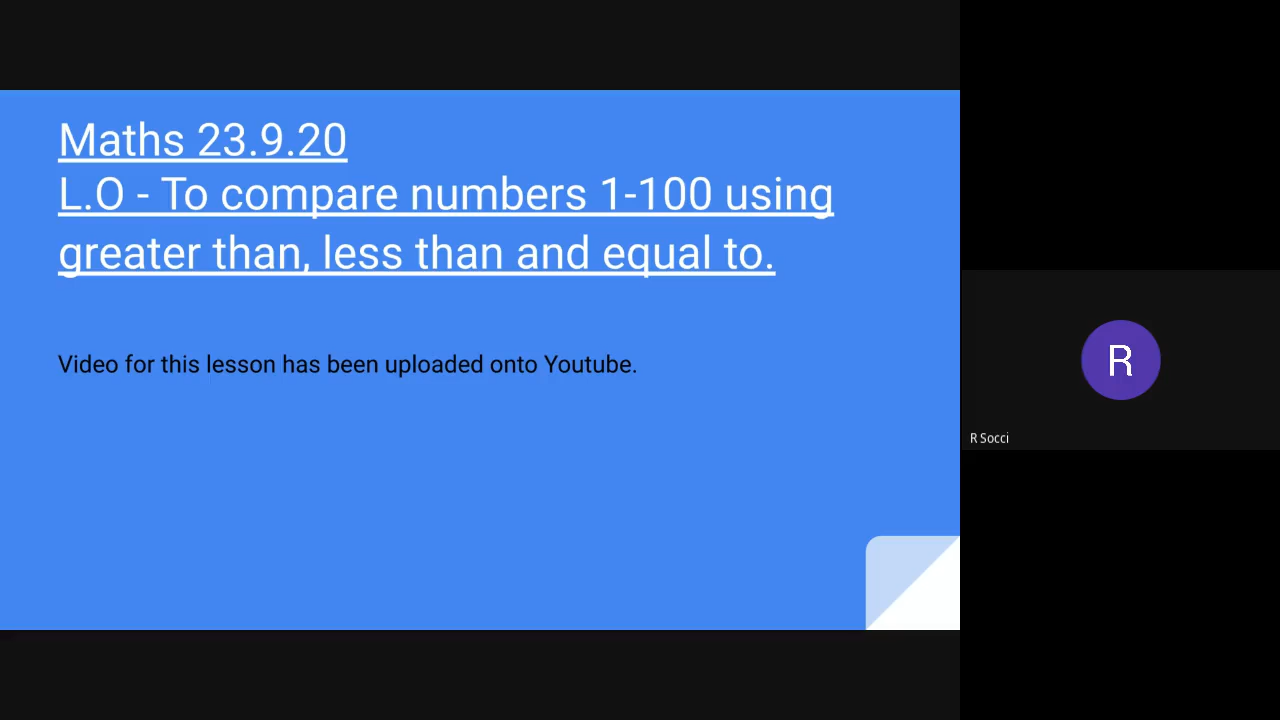 Maths 23.9.20
L.O - To compare numbers 1-100 using
greater than, less than and equal to.
Video for this lesson has been uploaded onto Youtube.
R
R Socci